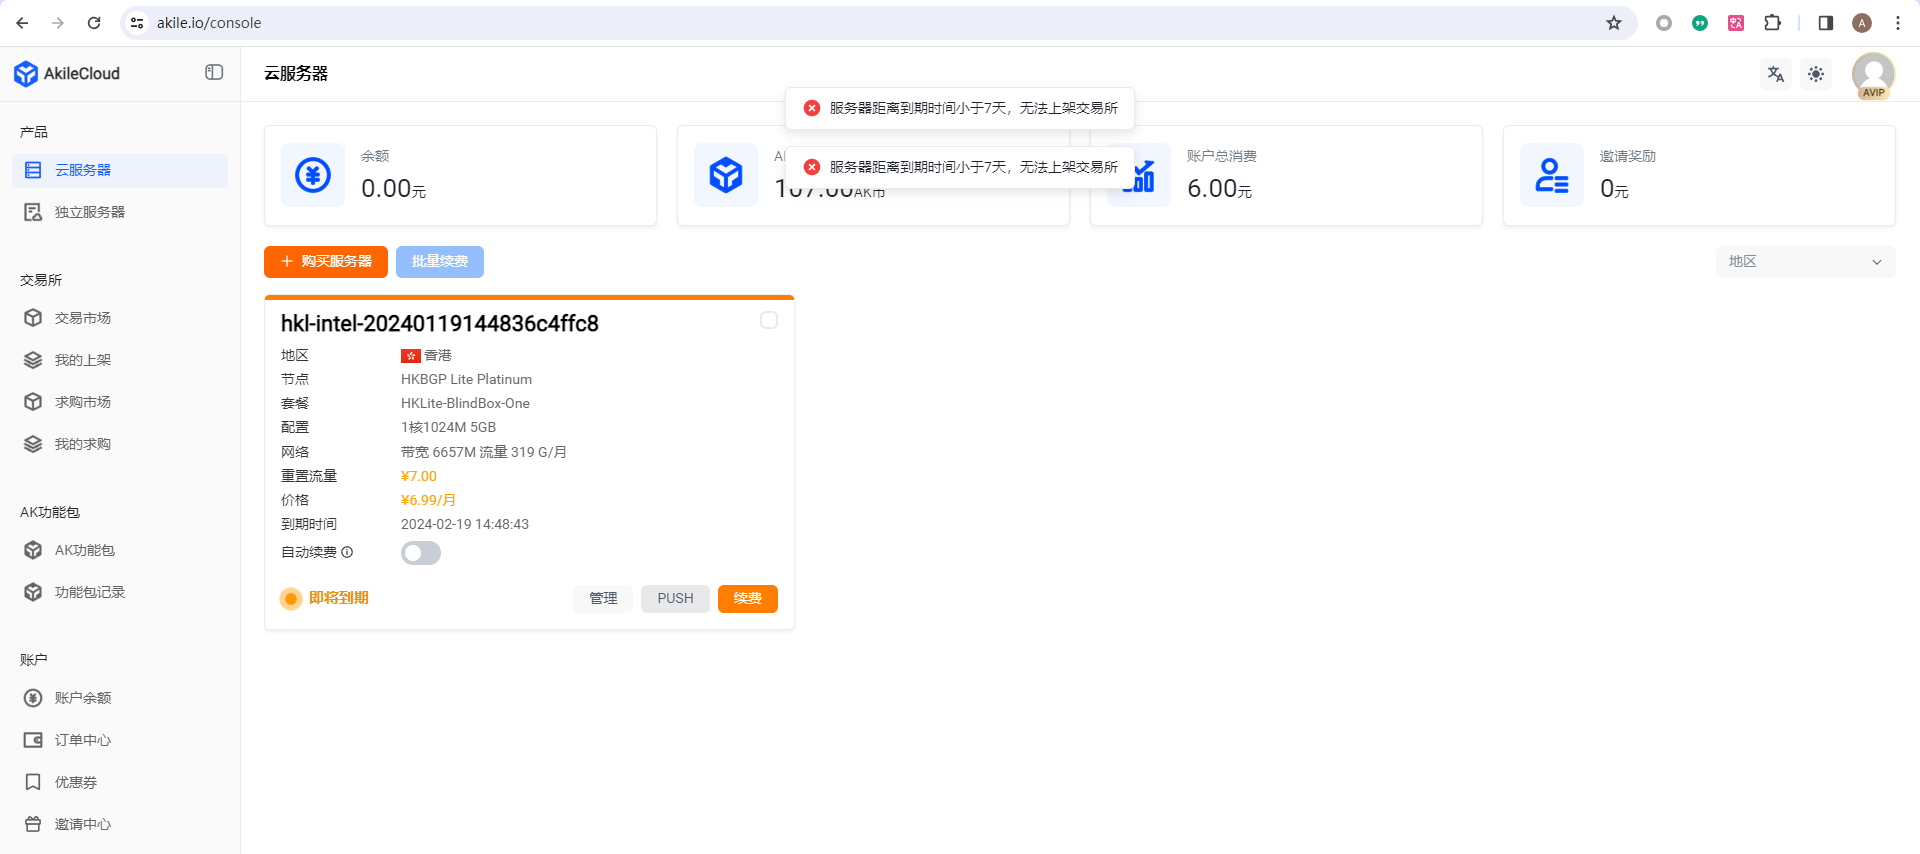 akile.io/console
A
AkileCloud
云服务器
AVIP
服务器距离到期时间小于7天，无法上架交易所
服务器距离到期时间小于7天，无法上架交易所
产品
云服务器
独立服务器
交易所
交易市场
我的上架
求购市场
我的求购
AK功能包
AK功能包
功能包记录
账户
账户余额
订单中心
优惠券
邀请中心
余额
0.00元
107.00AK币
账户总消费
6.00元
邀请奖励
0元
购买服务器
批量续费
地区
hkl-intel-20240119144836c4ffc8
地区 香港
节点 HKBGP Lite Platinum
套餐 HKLite-BlindBox-One
配置 1核1024M 5GB
网络 带宽 6657M 流量 319 G/月
重置流量 ¥7.00
价格 ¥6.99/月
到期时间 2024-02-19 14:48:43
自动续费
即将到期
管理
PUSH
续费